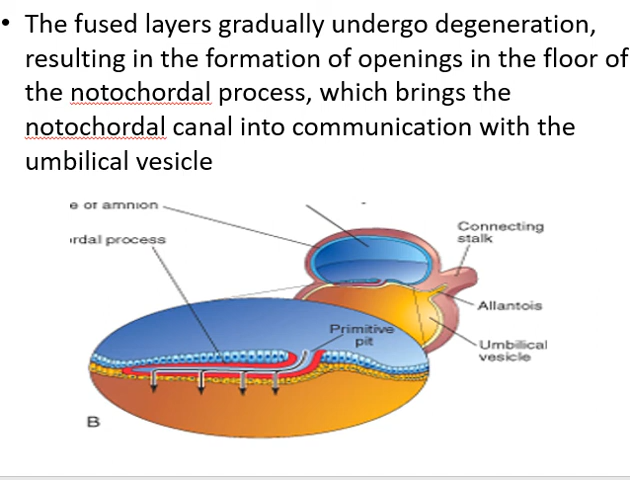 • The fused layers gradually undergo degeneration,
resulting in the formation of openings in the floor of
the notochordal process, which brings the
notochordal canal into communication with the
umbilical vesicle
e of amnion
rdal process
Connecting
stalk
Allantois
Primitive
pit
Umbilical
vesicle
B